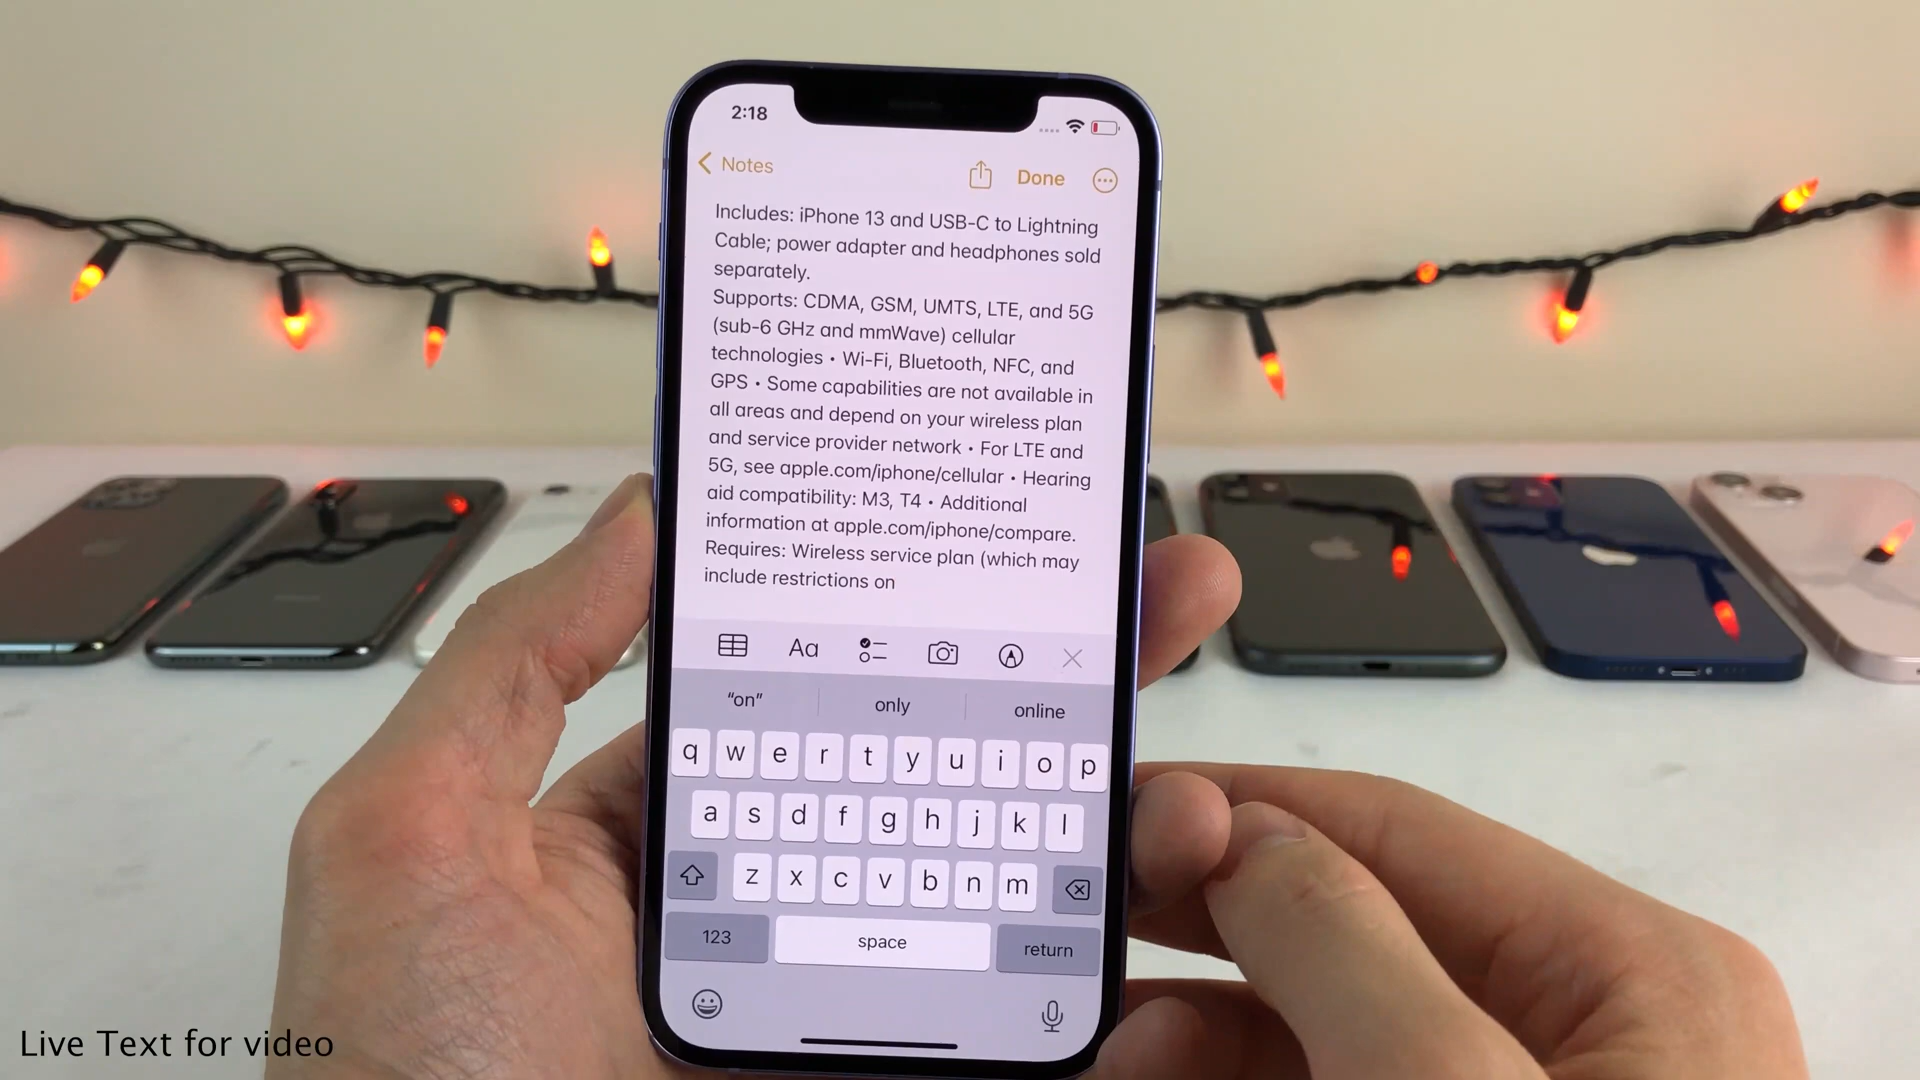 2:18
Notes
Done
Includes: iPhone 13 and USB-C to Lightning
Cable; power adapter and headphones sold
separately.
Supports: CDMA, GSM, UMTS, LTE, and 5G
(sub-6 GHz and mmWave) cellular
technologies • Wi-Fi, Bluetooth, NFC, and
GPS • Some capabilities are not available in
all areas and depend on your wireless plan
and service provider network • For LTE and
5G, see apple.com/iphone/cellular • Hearing
aid compatibility: M3, T4 • Additional
information at apple.com/iphone/compare.
Requires: Wireless service plan (which may
include restrictions on
Aa
“on” only online
q w e r t y u i o p
a s d f g h j k l
z x c v b n m
123 space return
Live Text for video